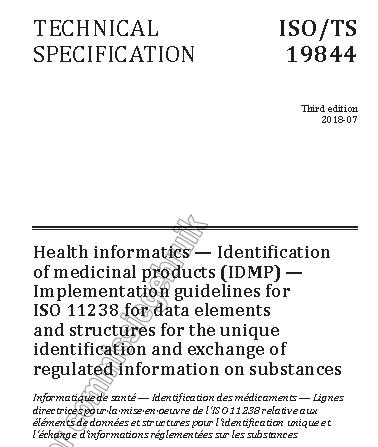 TECHNICAL
SPECIFICATION
ISO/TS
19844
Third edition
2018-07
Health informatics — Identification
of medicinal products (IDMP) —
Implementation guidelines for
ISO 11238 for data elements
and structures for the unique
identification and exchange of
regulated information on substances
Informatique de santé — Identification des médicaments — Lignes
directrices pour la mise en oeuvre de l'ISO 11238 relative aux
éléments de données et structures pour l'identification unique et
l'échange d'informations réglementées sur les substances
commissiegebruik